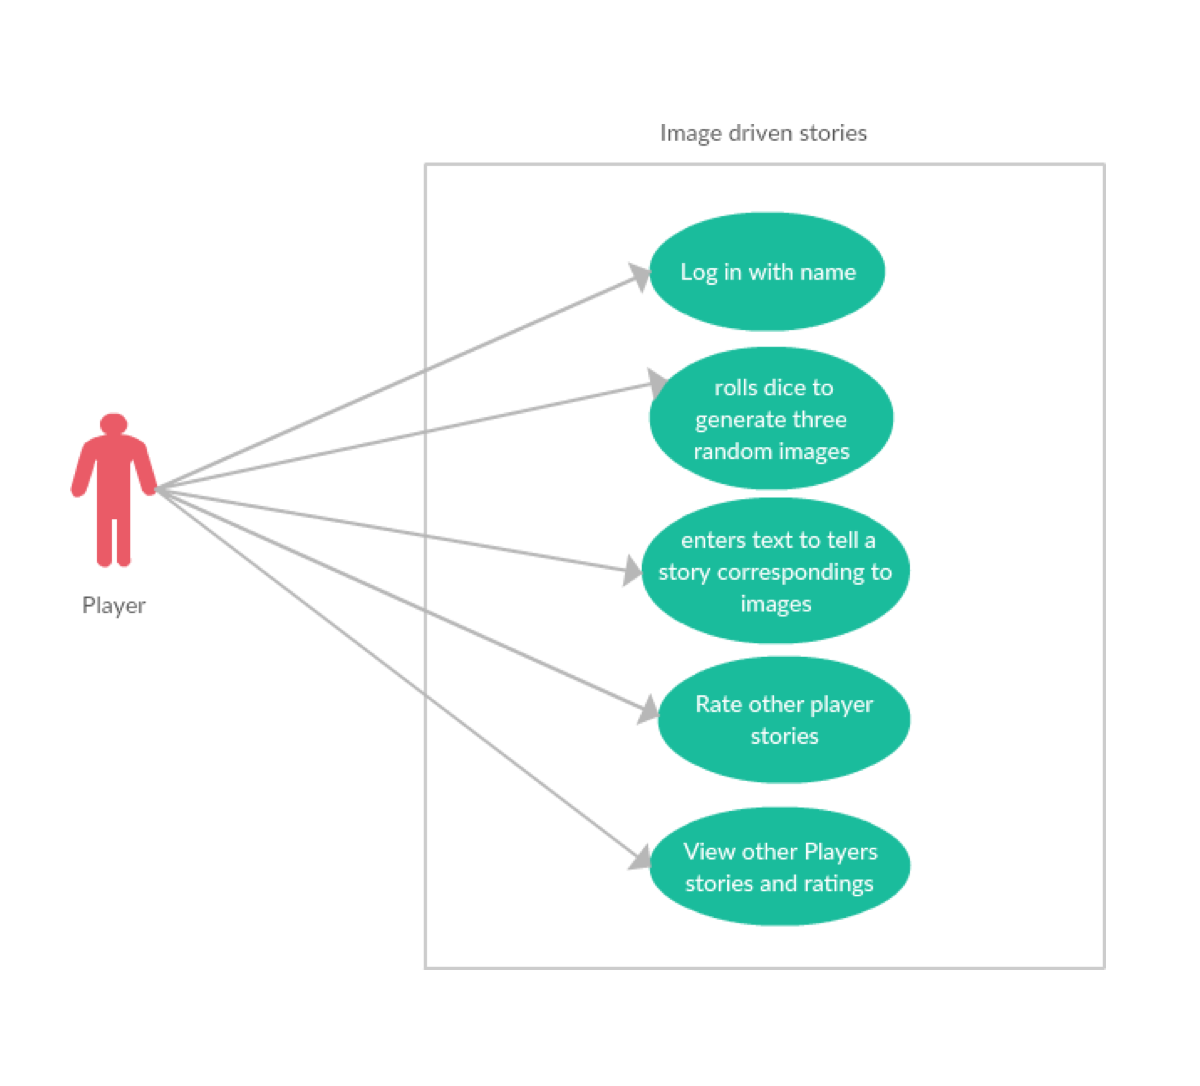 Image driven stories
Log in with name
rolls dice to
generate three
random images
enters text to tell a
story corresponding to
images
Player
Rate other player
stories
View other Players
stories and ratings